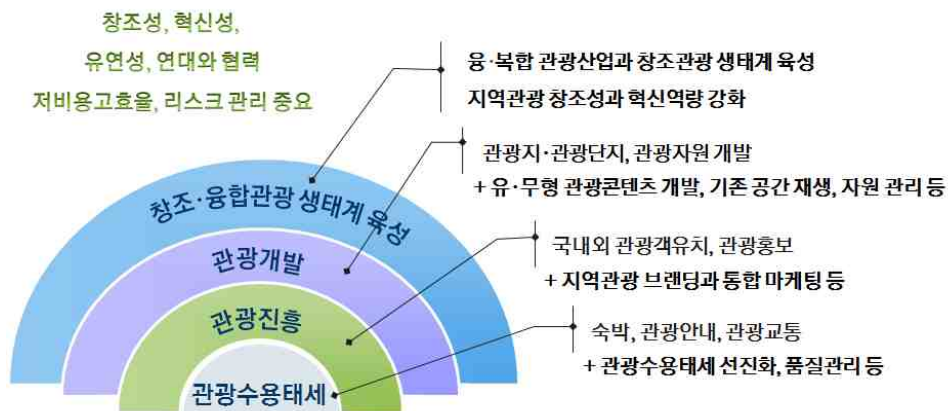 창조성, 혁신성,
유연성, 연대와 협력
저비용고효율, 리스크 관리 중요
융·복합 관광산업과 창조관광 생태계 육성
지역관광 창조성과 혁신역량 강화
관광지·관광단지, 관광자원 개발
+ 유·무형 관광콘텐츠 개발, 기존 공간 재생, 자원 관리 등
국내외 관광객유치, 관광홍보
+ 지역관광 브랜딩과 통합 마케팅 등
숙박, 관광안내, 관광교통
+ 관광수용태세 선진화, 품질관리 등
창조·융합관광 생태계 육성
관광개발
관광진흥
관광수용태세